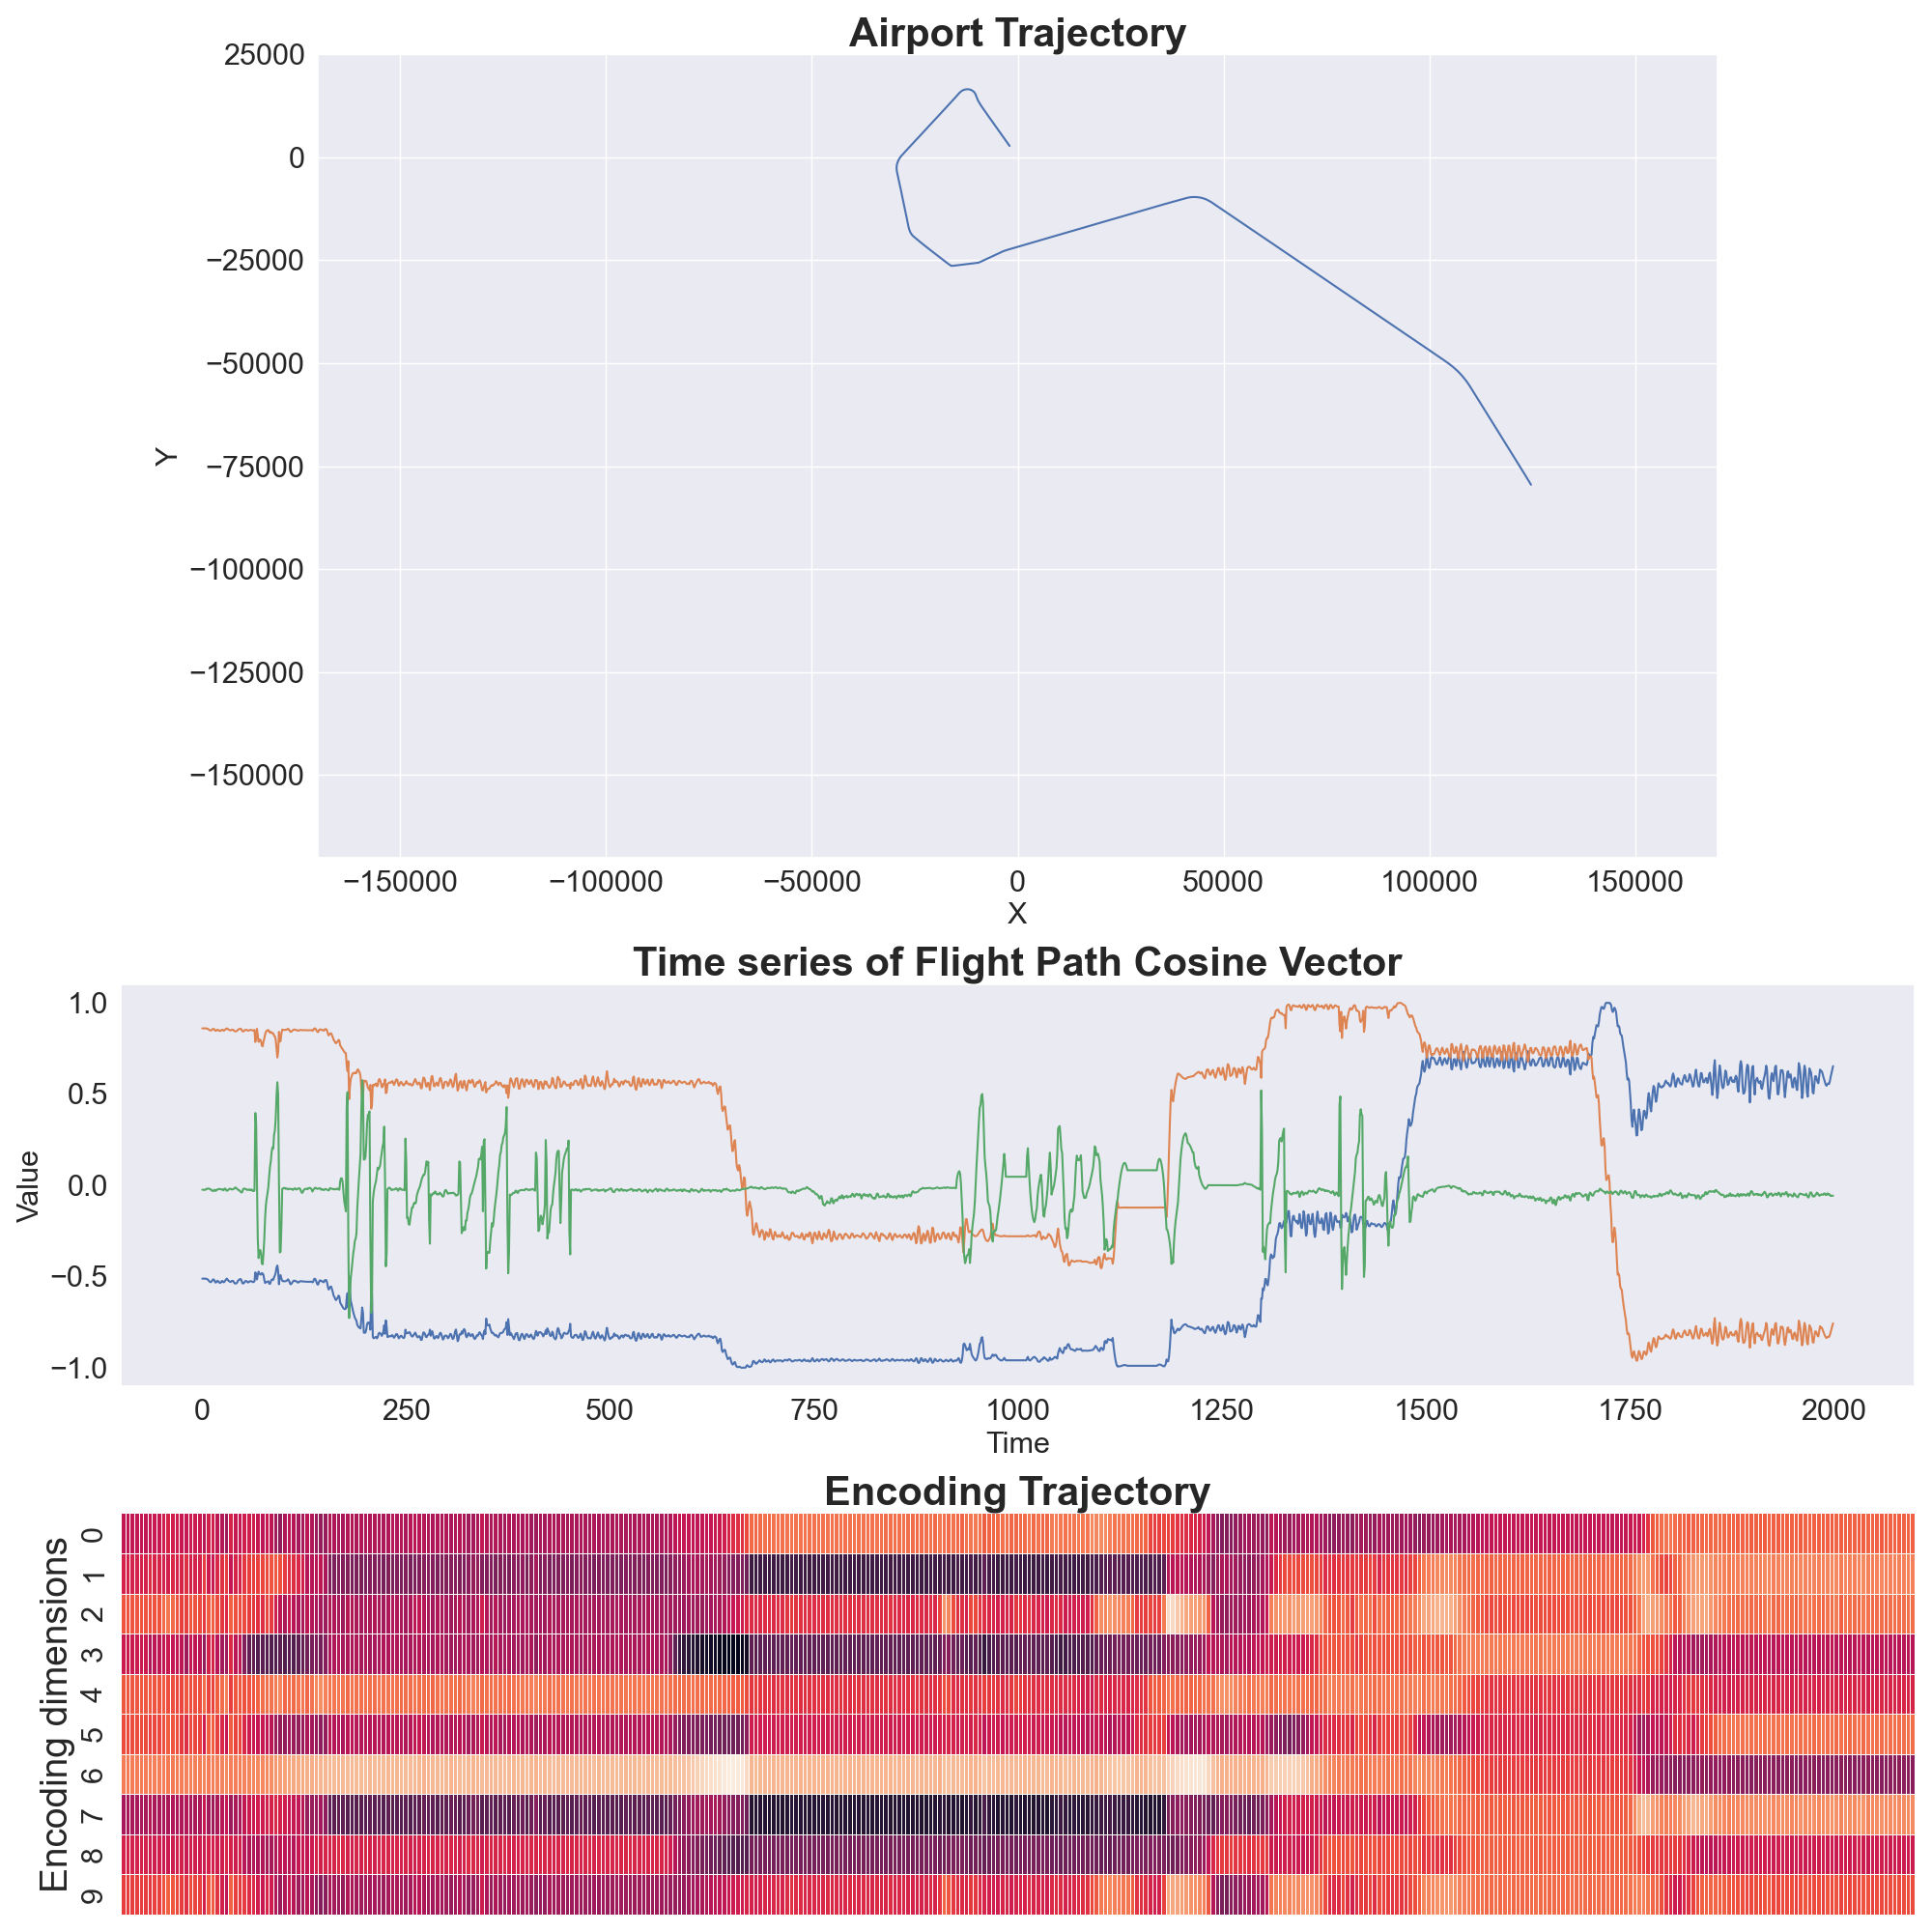 Airport Trajectory
25000
0
−25000
−50000
−75000
−100000
−125000
−150000
Y
−150000 −100000 −50000 0 50000 100000 150000
X
Time series of Flight Path Cosine Vector
1.0
0.5
0.0
−0.5
−1.0
Value
0 250 500 750 1000 1250 1500 1750 2000
Time
Encoding Trajectory
Encoding dimensions
0
1
2
3
4
5
6
7
8
9